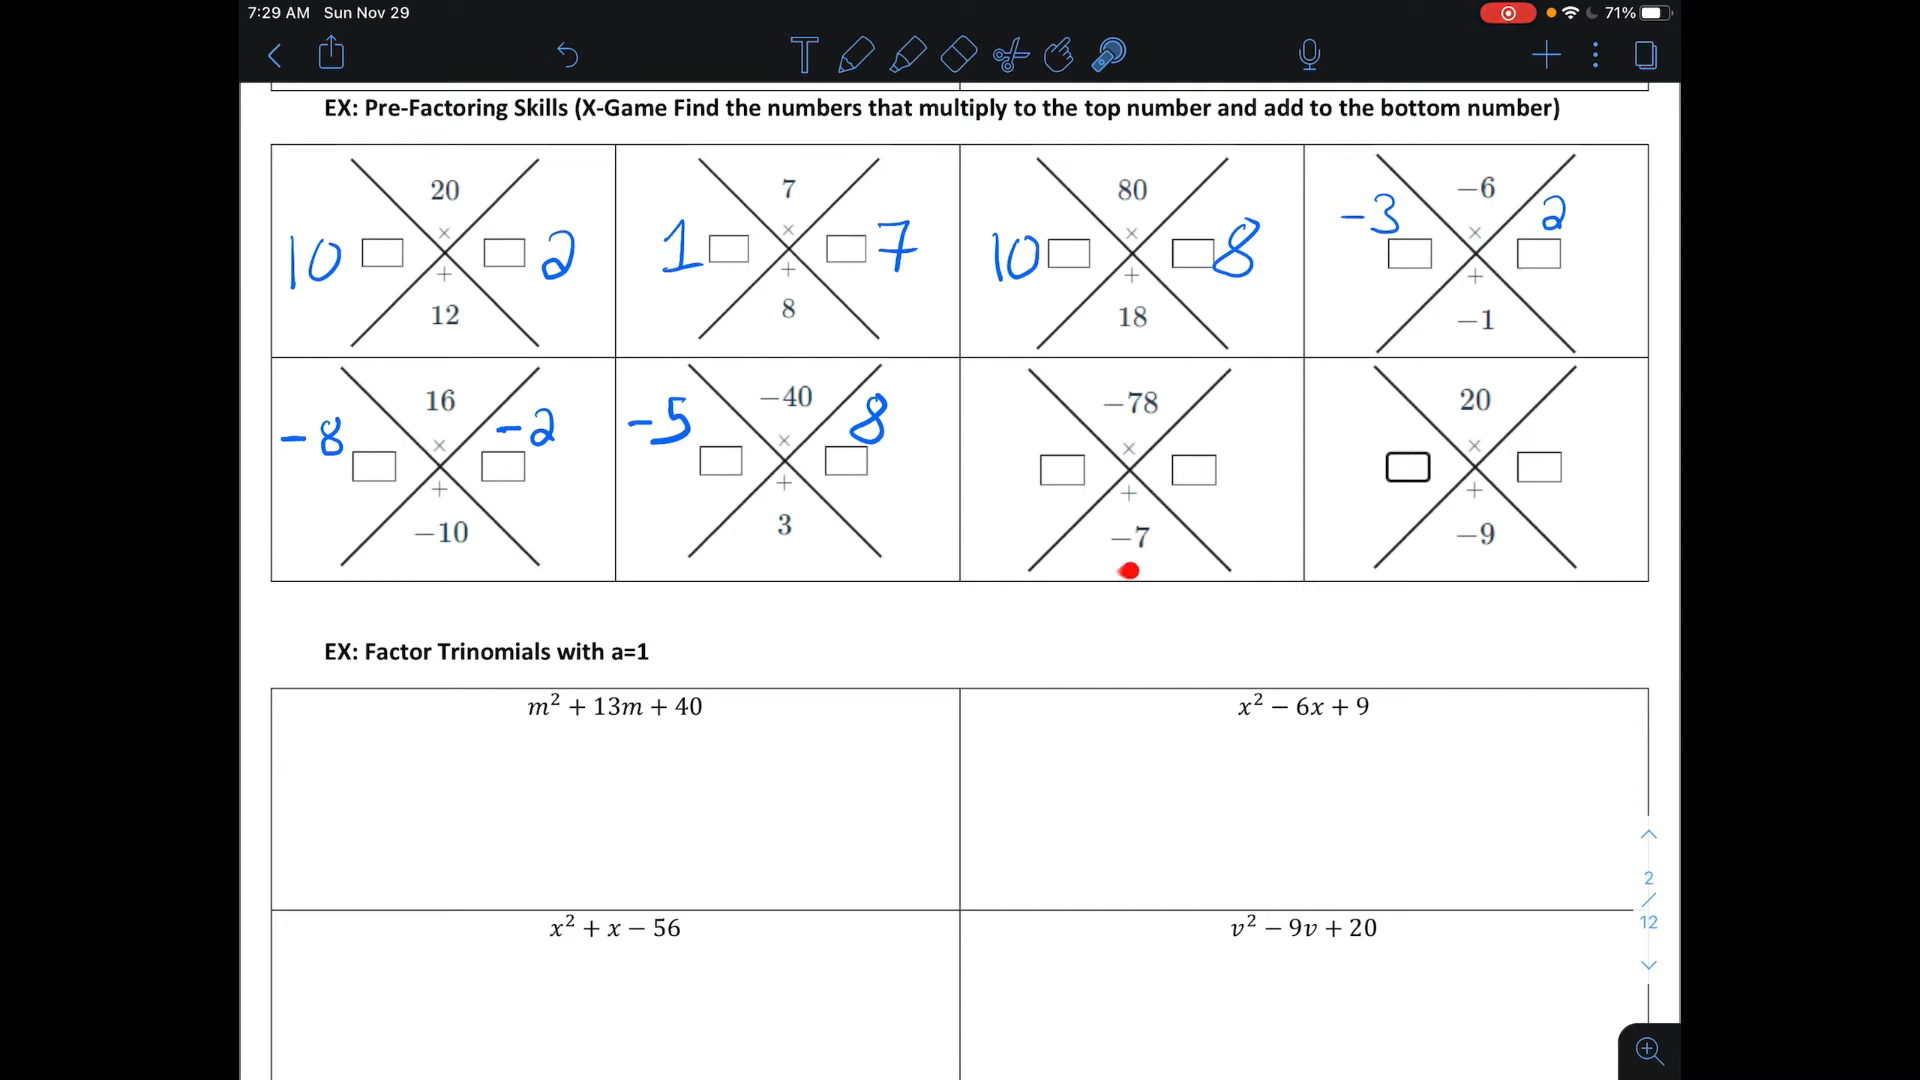 7:29 AM Sun Nov 29 71%
EX: Pre-Factoring Skills (X-Game Find the numbers that multiply to the top number and add to the bottom number)
20 7 80 −6
10 × 2 1 × 7 10 × 8 −3 × 2
+ + + +
12 8 18 −1
16 −40 −78 20
−8 × −2 −5 × 8 × ×
+ + + +
−10 3 −7 −9
EX: Factor Trinomials with a=1
m² + 13m + 40 x² − 6x + 9
x² + x − 56 v² − 9v + 20
2
/
12